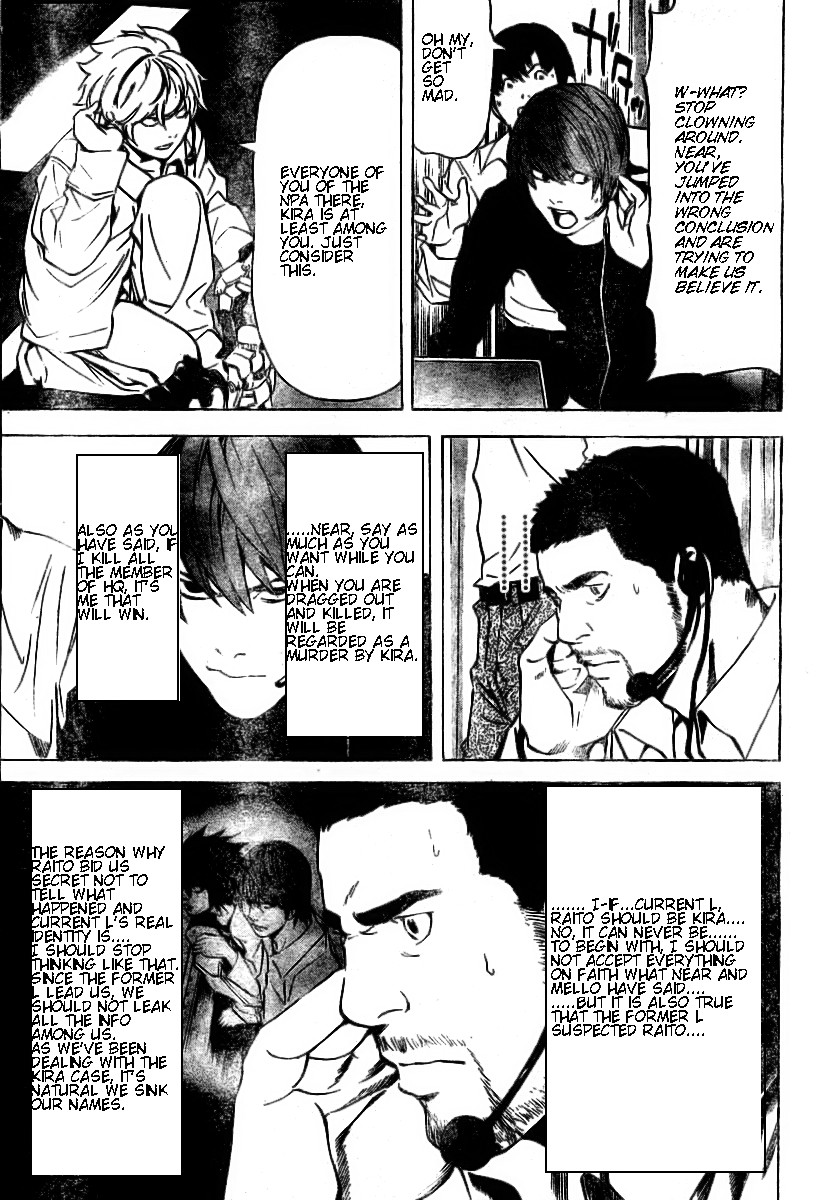 W-WHAT?
STOP
CLOWNING
AROUND.
NEAR,
YOU'VE
JUMPED
INTO THE
WRONG
CONCLUSION
AND ARE
TRYING TO
MAKE US
BELIEVE IT.
ガタッ
OH MY,
DON'T
GET
SO
MAD.
EVERYONE OF
YOU OF THE
NPA THERE,
KIRA IS AT
LEAST AMONG
YOU. JUST
CONSIDER
THIS.
.....NEAR, SAY AS
MUCH AS YOU
WANT WHILE YOU
CAN.
WHEN YOU ARE
DRAGGED OUT
AND KILLED, IT
WILL BE
REGARDED AS A
MURDER BY KIRA.
ALSO AS YOU
HAVE SAID, IF
I KILL ALL
THE MEMBER
OF HQ, IT'S
ME THAT
WILL WIN.
....... I-IF...CURRENT L,
RAITO SHOULD BE KIRA....
NO, IT CAN NEVER BE......
TO BEGIN WITH, I SHOULD
NOT ACCEPT EVERYTHING
ON FAITH WHAT NEAR AND
MELLO HAVE SAID....
.....BUT IT IS ALSO TRUE
THAT THE FORMER L
SUSPECTED RAITO....
THE REASON WHY
RAITO BID US
SECRET NOT TO
TELL WHAT
HAPPENED AND
CURRENT L'S REAL
IDENTITY IS....
I SHOULD STOP
THINKING LIKE THAT.
SINCE THE FORMER
L LEAD US, WE
SHOULD NOT LEAK
ALL THE INFO
AMONG US.
AS WE'VE BEEN
DEALING WITH THE
KIRA CASE, IT'S
NATURAL WE SINK
OUR NAMES.